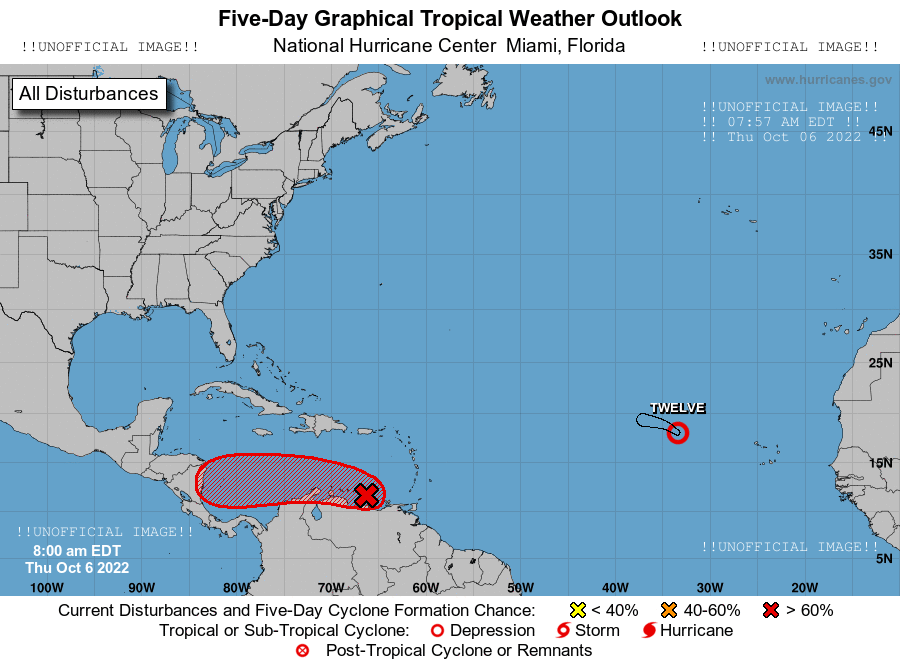 Five-Day Graphical Tropical Weather Outlook
!!UNOFFICIAL IMAGE!! National Hurricane Center Miami, Florida !!UNOFFICIAL IMAGE!!
www.hurricanes.gov
All Disturbances
!!UNOFFICIAL IMAGE!!
!! 07:57 AM EDT !!
!! Thu Oct 06 2022 !!
45N
35N
25N
TWELVE
15N
!!UNOFFICIAL IMAGE!!
!!UNOFFICIAL IMAGE!!
8:00 am EDT
5N
Thu Oct 6 2022
100W 90W 80W 70W 60W 50W 40W 30W 20W
Current Disturbances and Five-Day Cyclone Formation Chance: < 40% 40-60% > 60%
Tropical or Sub-Tropical Cyclone: Depression Storm Hurricane
Post-Tropical Cyclone or Remnants